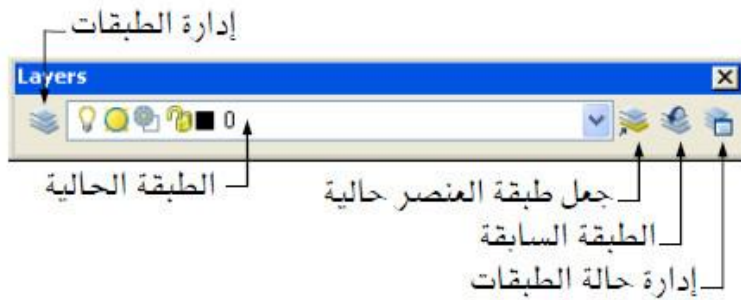 إدارة الطبقات
Layers
0
الطبقة الحالية
جعل طبقة العنصر حالية
الطبقة السابقة
إدارة حالة الطبقات